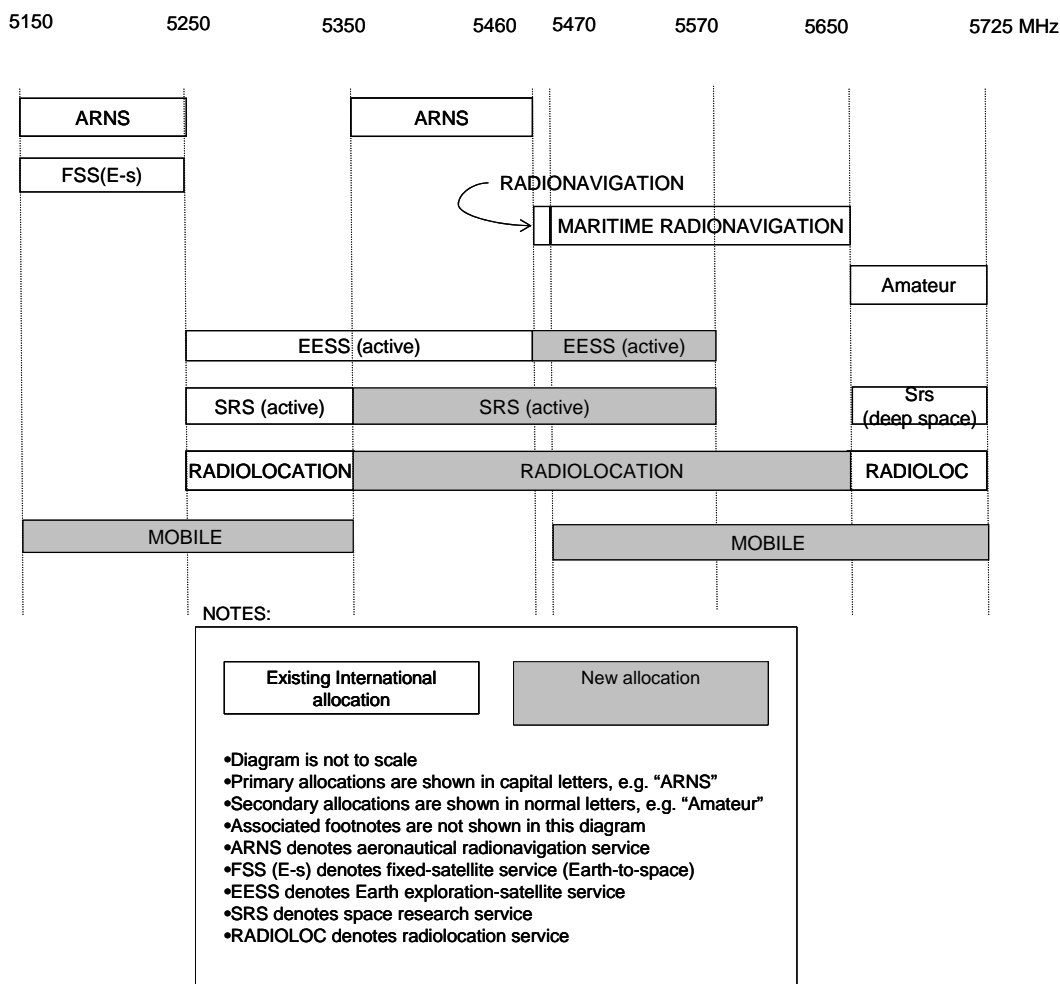 5150 5250 5350 5460 5470 5570 5650 5725 MHz
ARNS ARNS
FSS(E-s)
RADIONAVIGATION
MARITIME RADIONAVIGATION
Amateur
EESS (active) EESS (active)
SRS (active) SRS (active) Srs
(deep space)
RADIOLOCATION RADIOLOCATION RADIOLOC
MOBILE MOBILE
NOTES:
Existing International
allocation
New allocation
•Diagram is not to scale
•Primary allocations are shown in capital letters, e.g. “ARNS”
•Secondary allocations are shown in normal letters, e.g. “Amateur”
•Associated footnotes are not shown in this diagram
•ARNS denotes aeronautical radionavigation service
•FSS (E-s) denotes fixed-satellite service (Earth-to-space)
•EESS denotes Earth exploration-satellite service
•SRS denotes space research service
•RADIOLOC denotes radiolocation service